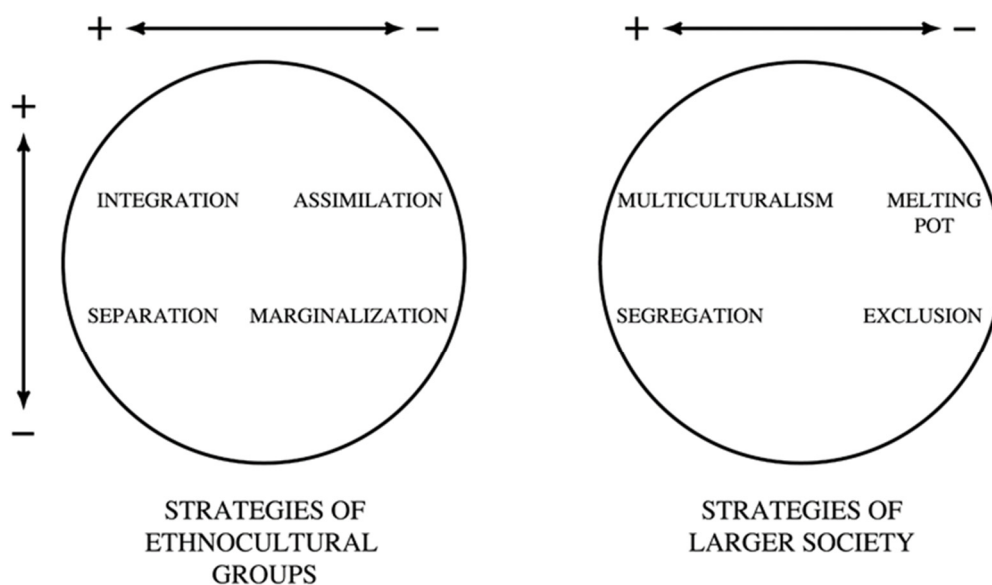 + −
+ −
+
INTEGRATION ASSIMILATION
MULTICULTURALISM MELTING
POT
SEPARATION MARGINALIZATION
SEGREGATION EXCLUSION
−
STRATEGIES OF
ETHNOCULTURAL
GROUPS
STRATEGIES OF
LARGER SOCIETY